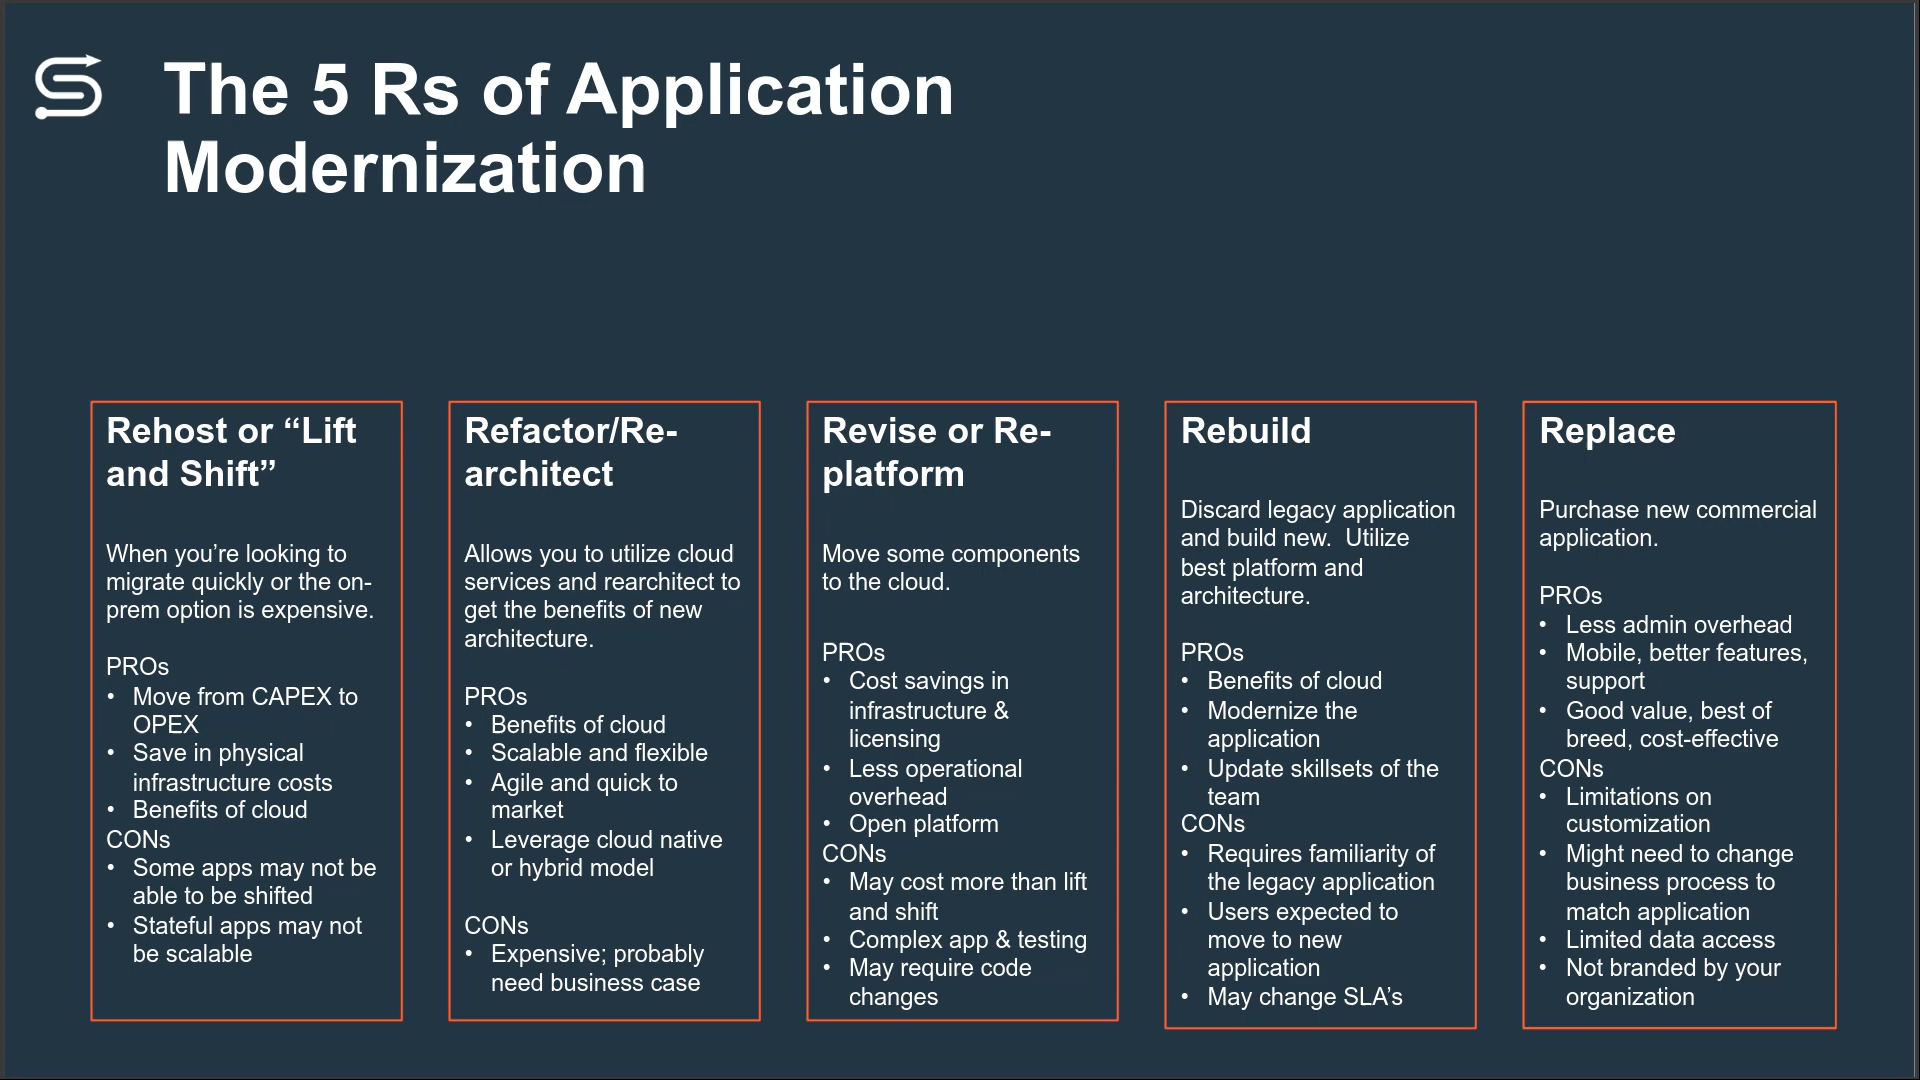 The 5 Rs of Application
Modernization
Rehost or “Lift
and Shift”
When you’re looking to
migrate quickly or the on-
prem option is expensive.
PROs
• Move from CAPEX to
OPEX
• Save in physical
infrastructure costs
• Benefits of cloud
CONs
• Some apps may not be
able to be shifted
• Stateful apps may not
be scalable
Refactor/Re-
architect
Allows you to utilize cloud
services and rearchitect to
get the benefits of new
architecture.
PROs
• Benefits of cloud
• Scalable and flexible
• Agile and quick to
market
• Leverage cloud native
or hybrid model
CONs
• Expensive; probably
need business case
Revise or Re-
platform
Move some components
to the cloud.
PROs
• Cost savings in
infrastructure &
licensing
• Less operational
overhead
• Open platform
CONs
• May cost more than lift
and shift
• Complex app & testing
• May require code
changes
Rebuild
Discard legacy application
and build new.  Utilize
best platform and
architecture.
PROs
• Benefits of cloud
• Modernize the
application
• Update skillsets of the
team
CONs
• Requires familiarity of
the legacy application
• Users expected to
move to new
application
• May change SLA’s
Replace
Purchase new commercial
application.
PROs
• Less admin overhead
• Mobile, better features,
support
• Good value, best of
breed, cost-effective
CONs
• Limitations on
customization
• Might need to change
business process to
match application
• Limited data access
• Not branded by your
organization